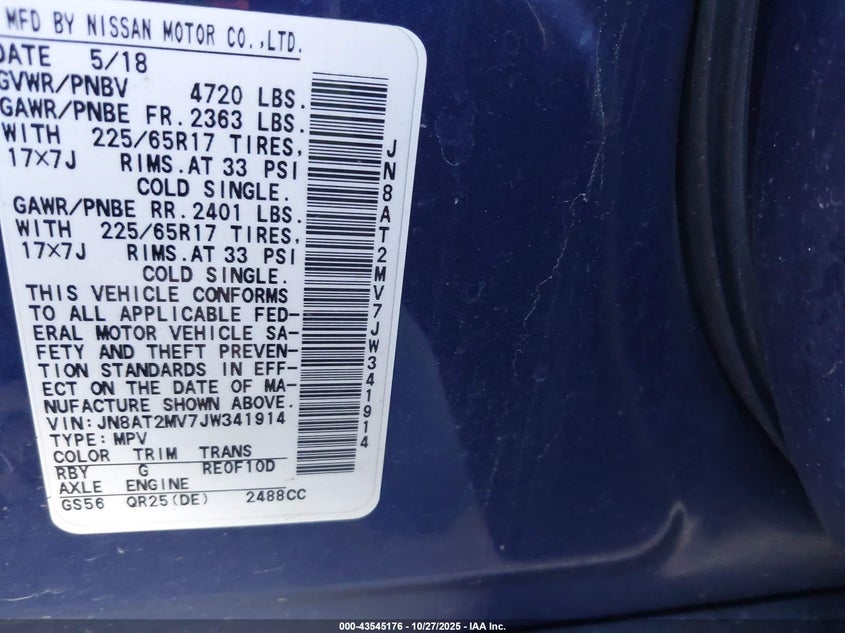 MFD BY NISSAN MOTOR CO.,LTD.
DATE 5/18
GVWR/PNBV 4720 LBS.
GAWR/PNBE FR. 2363 LBS.
WITH 225/65R17 TIRES,
17X7J RIMS.AT 33 PSI
COLD SINGLE.
GAWR/PNBE RR. 2401 LBS.
WITH 225/65R17 TIRES,
17X7J RIMS.AT 33 PSI
COLD SINGLE.
THIS VEHICLE CONFORMS
TO ALL APPLICABLE FED-
ERAL MOTOR VEHICLE SA-
FETY AND THEFT PREVEN-
TION STANDARDS IN EFF-
ECT ON THE DATE OF MA-
NUFACTURE SHOWN ABOVE.
VIN:JN8AT2MV7JW341914
TYPE:MPV
COLOR TRIM TRANS
RBY G RE0F10D
AXLE ENGINE
GS56 QR25(DE) 2488CC
JN8AT2MV7JW341914
000-43545176 | 10/27/2025 | IAA Inc.